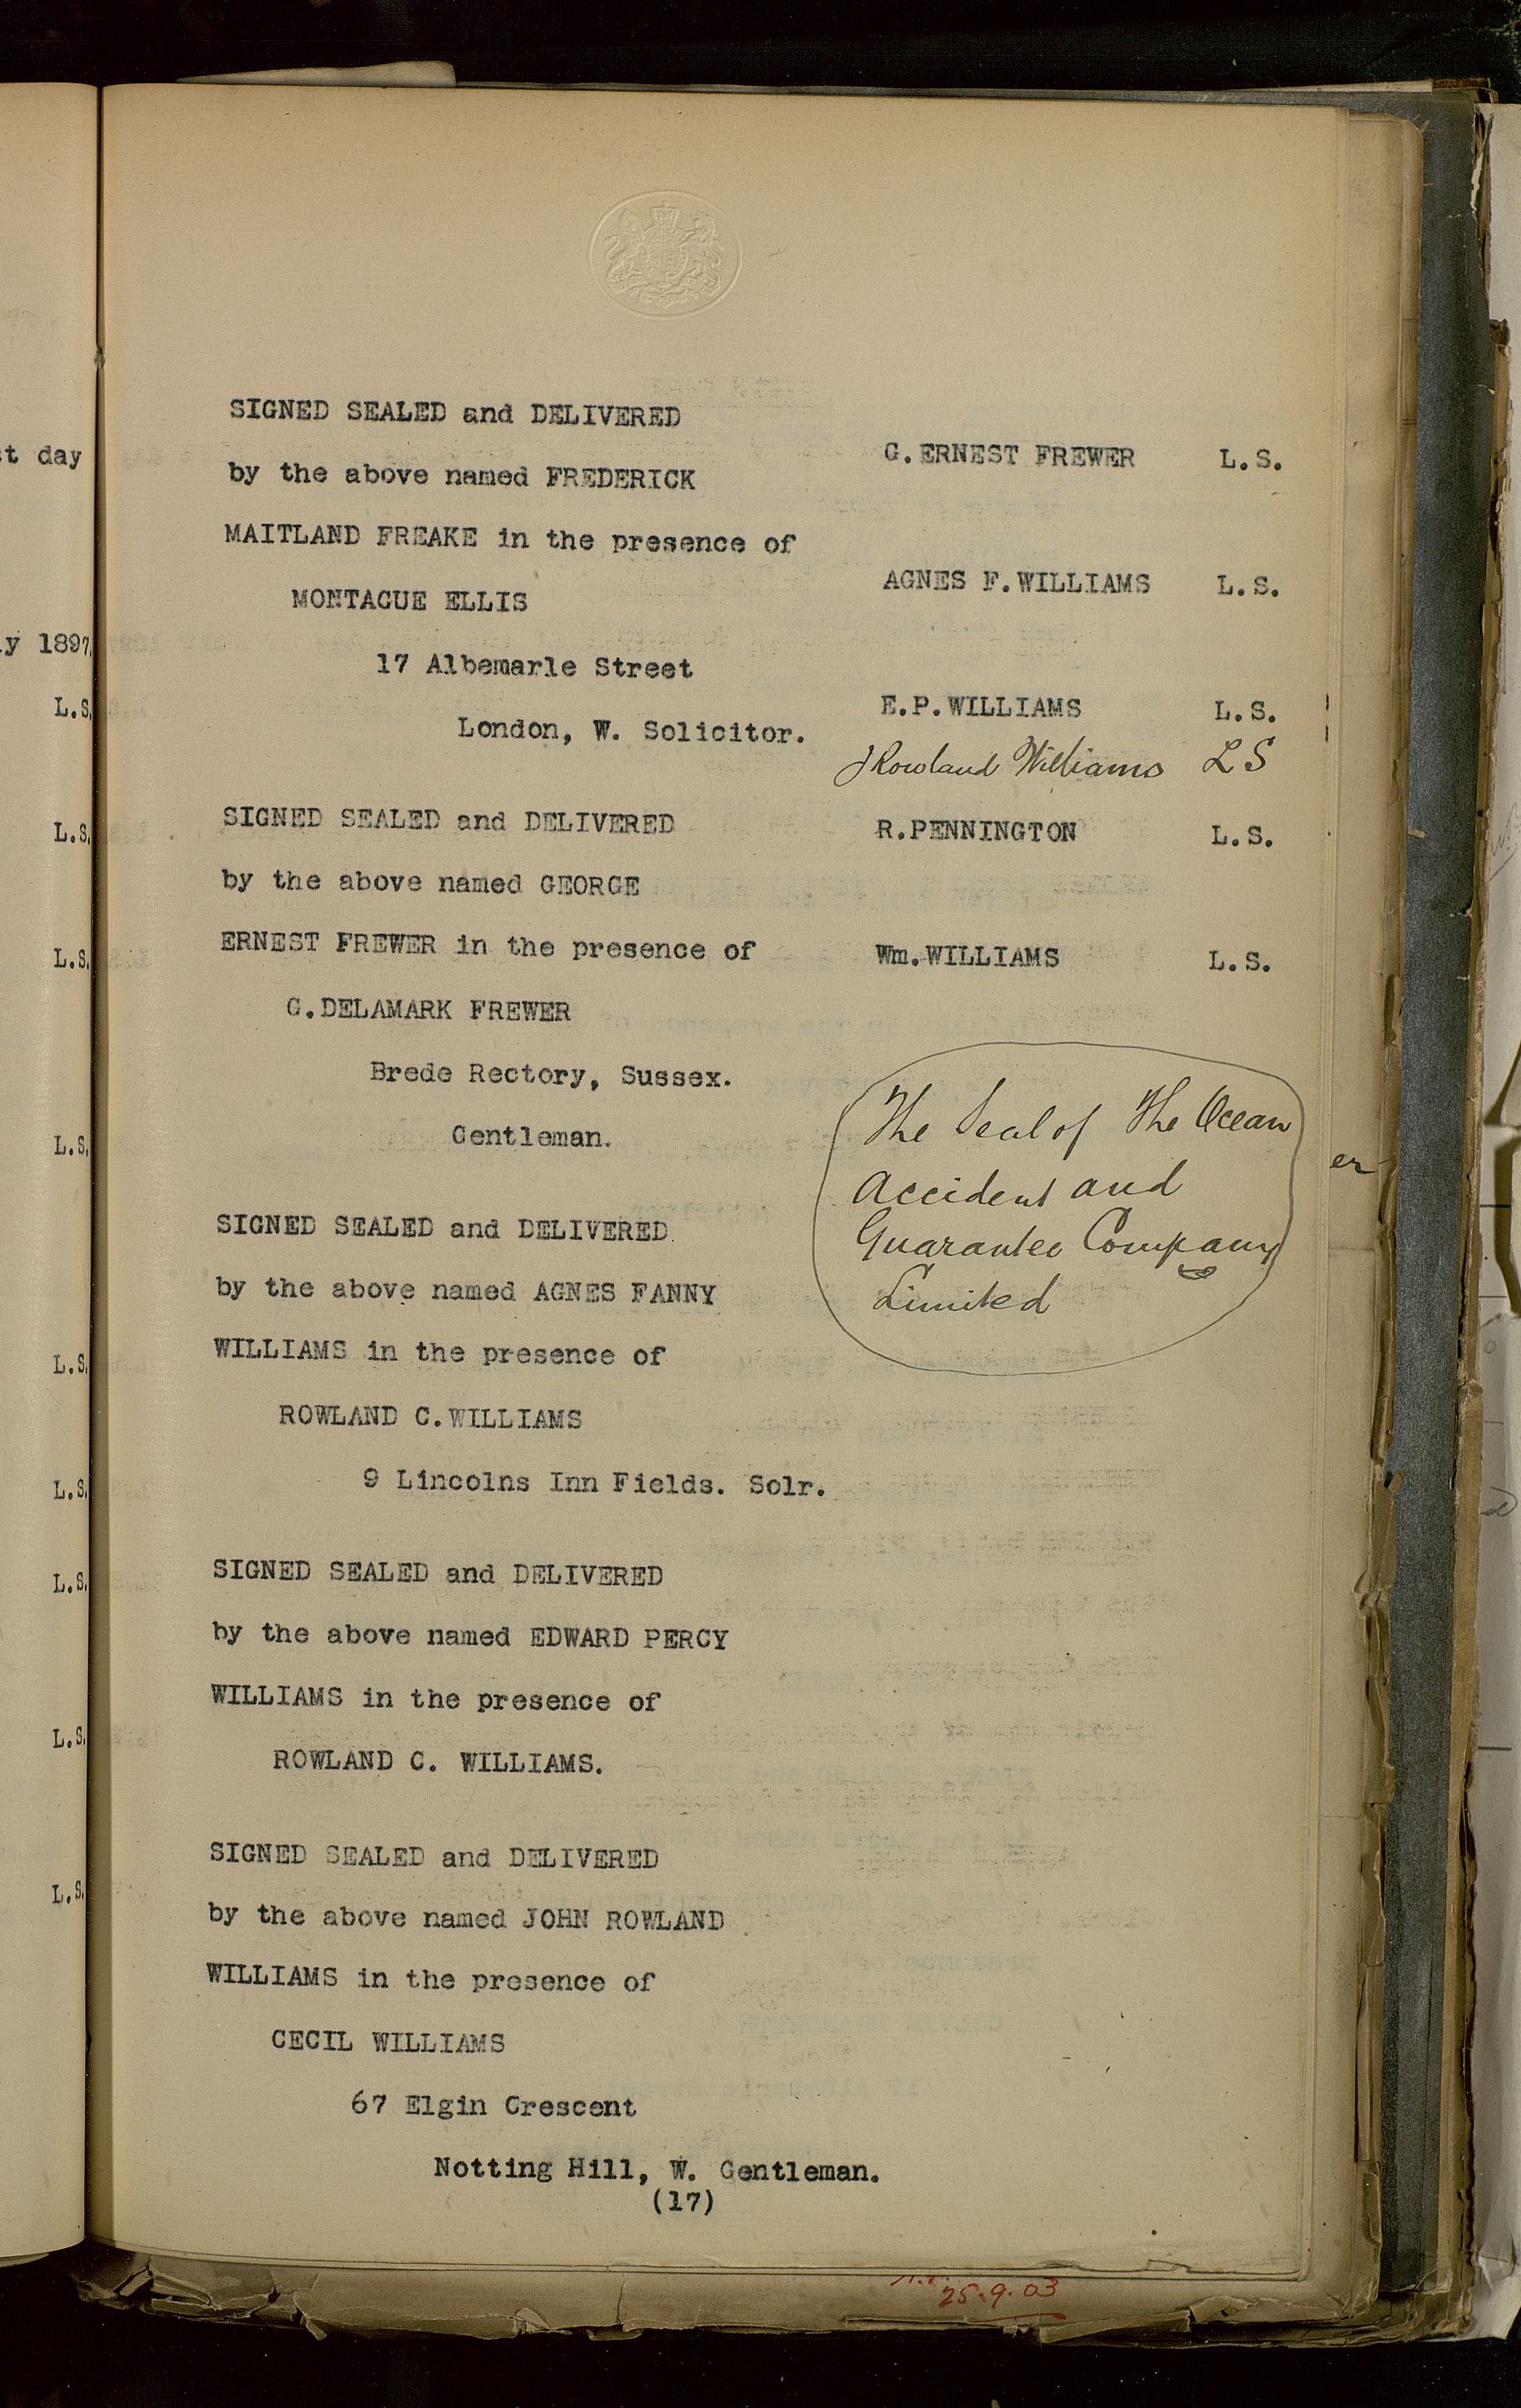 SIGNED SEALED and DELIVERED
by the above named FREDERICK
MAITLAND FREAKE in the presence of
MONTAGUE ELLIS
17 Albemarle Street
London, W. Solicitor.
SIGNED SEALED and DELIVERED
by the above named GEORGE
ERNEST FREWER in the presence of
G.DELAMARK FREWER
Brede Rectory, Sussex.
Gentleman.
SIGNED SEALED and DELIVERED
by the above named AGNES FANNY
WILLIAMS in the presence of
ROWLAND C.WILLIAMS
9 Lincolns Inn Fields. Solr.
SIGNED SEALED and DELIVERED
by the above named EDWARD PERCY
WILLIAMS in the presence of
ROWLAND C. WILLIAMS.
SIGNED SEALED and DELIVERED
by the above named JOHN ROWLAND
WILLIAMS in the presence of
CECIL WILLIAMS
67 Elgin Crescent
Notting Hill, W. Gentleman.
(17)
G.ERNEST FREWER L.S.
AGNES F.WILLIAMS L.S.
E.P.WILLIAMS L.S.
J Rowland Williams L S
R.PENNINGTON L.S.
Wm.WILLIAMS L.S.
The Seal of The Ocean
Accident and
Guarantee Company
Limited
st day
y 1897
L.S.
L.S.
L.S.
L.S.
L.S.
L.S.
L.S.
L.S.
L.S.
er
25.9.03